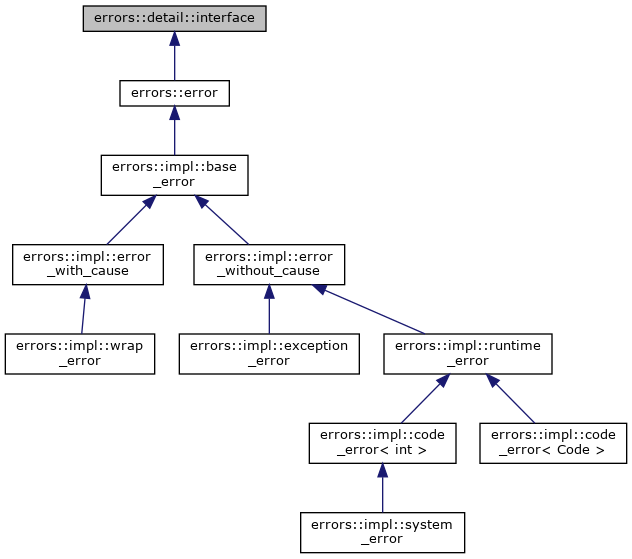 errors::detail::interface
errors::error
errors::impl::base
_error
errors::impl::error
_with_cause
errors::impl::error
_without_cause
errors::impl::wrap
_error
errors::impl::exception
_error
errors::impl::runtime
_error
errors::impl::code
_error< int >
errors::impl::code
_error< Code >
errors::impl::system
_error